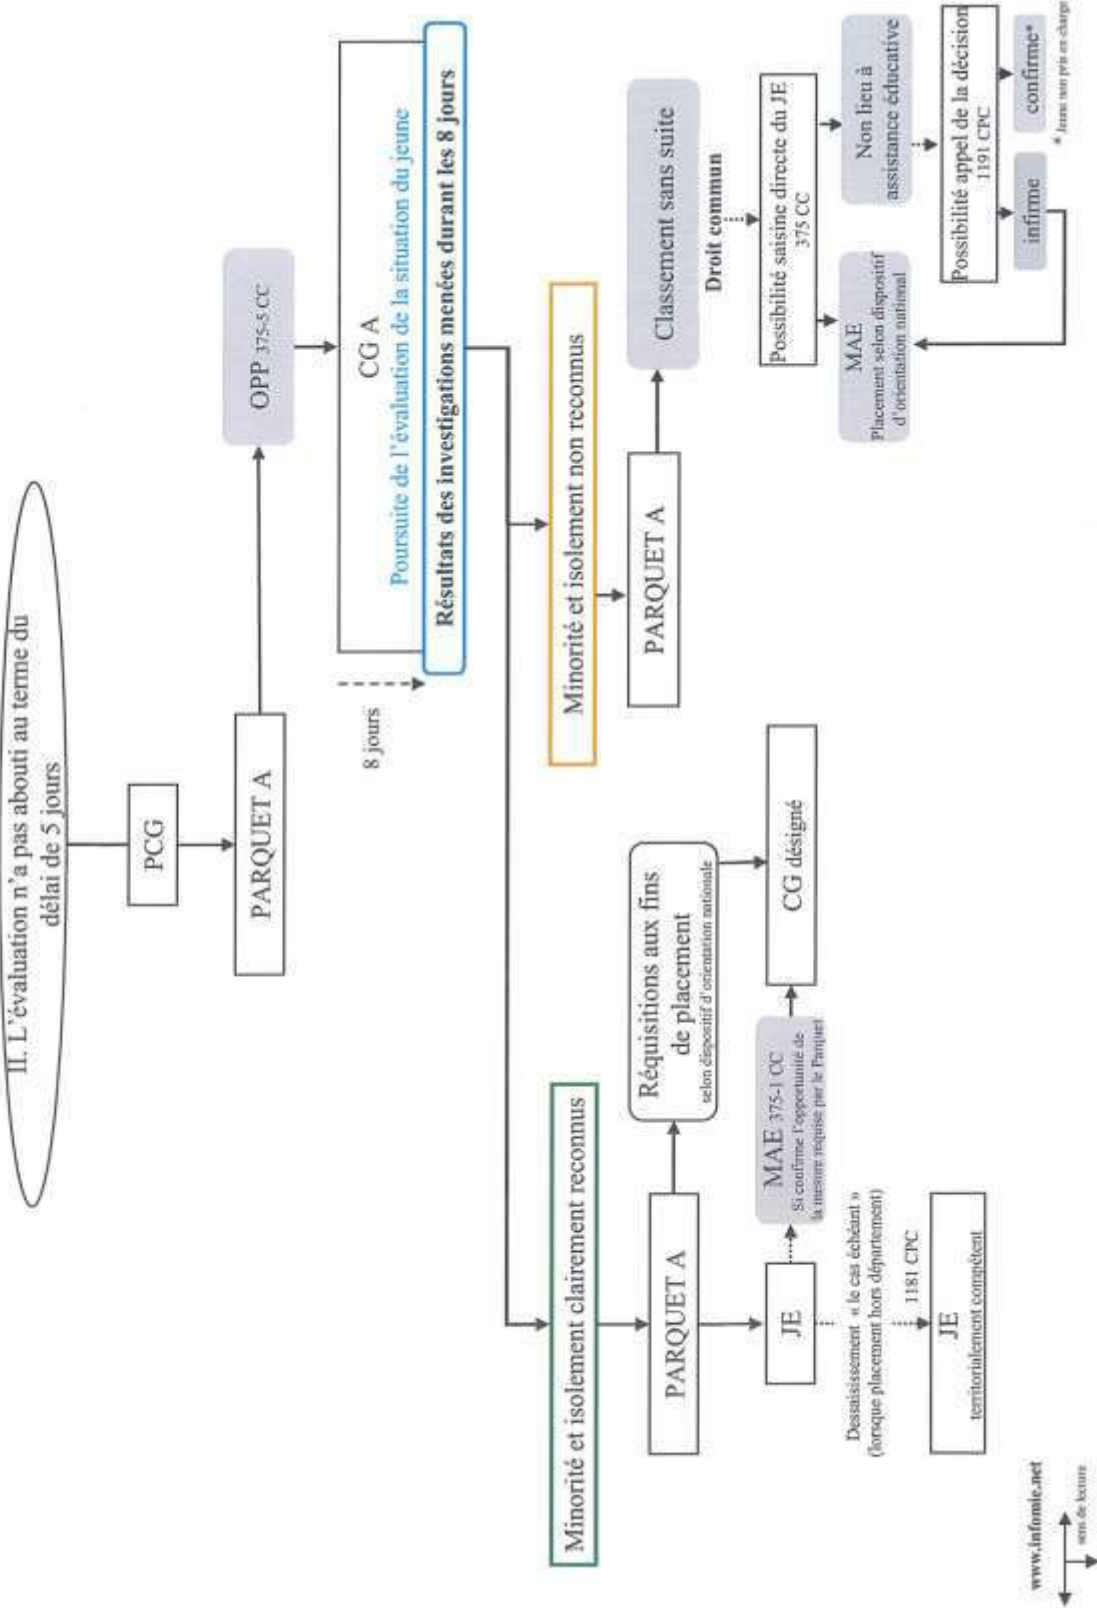 II. L'évaluation n'a pas abouti au terme du
délai de 5 jours
PCG
PARQUET A
OPP 375-5 CC
8 jours
CG A
Poursuite de l'évaluation de la situation du jeune
Résultats des investigations menées durant les 8 jours
Minorité et isolement clairement reconnus
PARQUET A
Réquisitions aux fins
de placement
selon dispositif d'orientation nationale
JE
MAE 375-1 CC
Si confirme l'opportunité de
la mesure requise par le Parquet
CG désigné
Dessaisissement « le cas échéant »
(lorsque placement hors département)
1181 CPC
JE
territorialement compétent
Minorité et isolement non reconnus
PARQUET A
Classement sans suite
Droit commun
Possibilité saisine directe du JE
375 CC
MAE
Placement selon dispositif
d'orientation national
Non lieu à
assistance éducative
Possibilité appel de la décision
1191 CPC
infirme
confirme*
* Jeune non pris en charge
www.infomie.net
sens de lecture